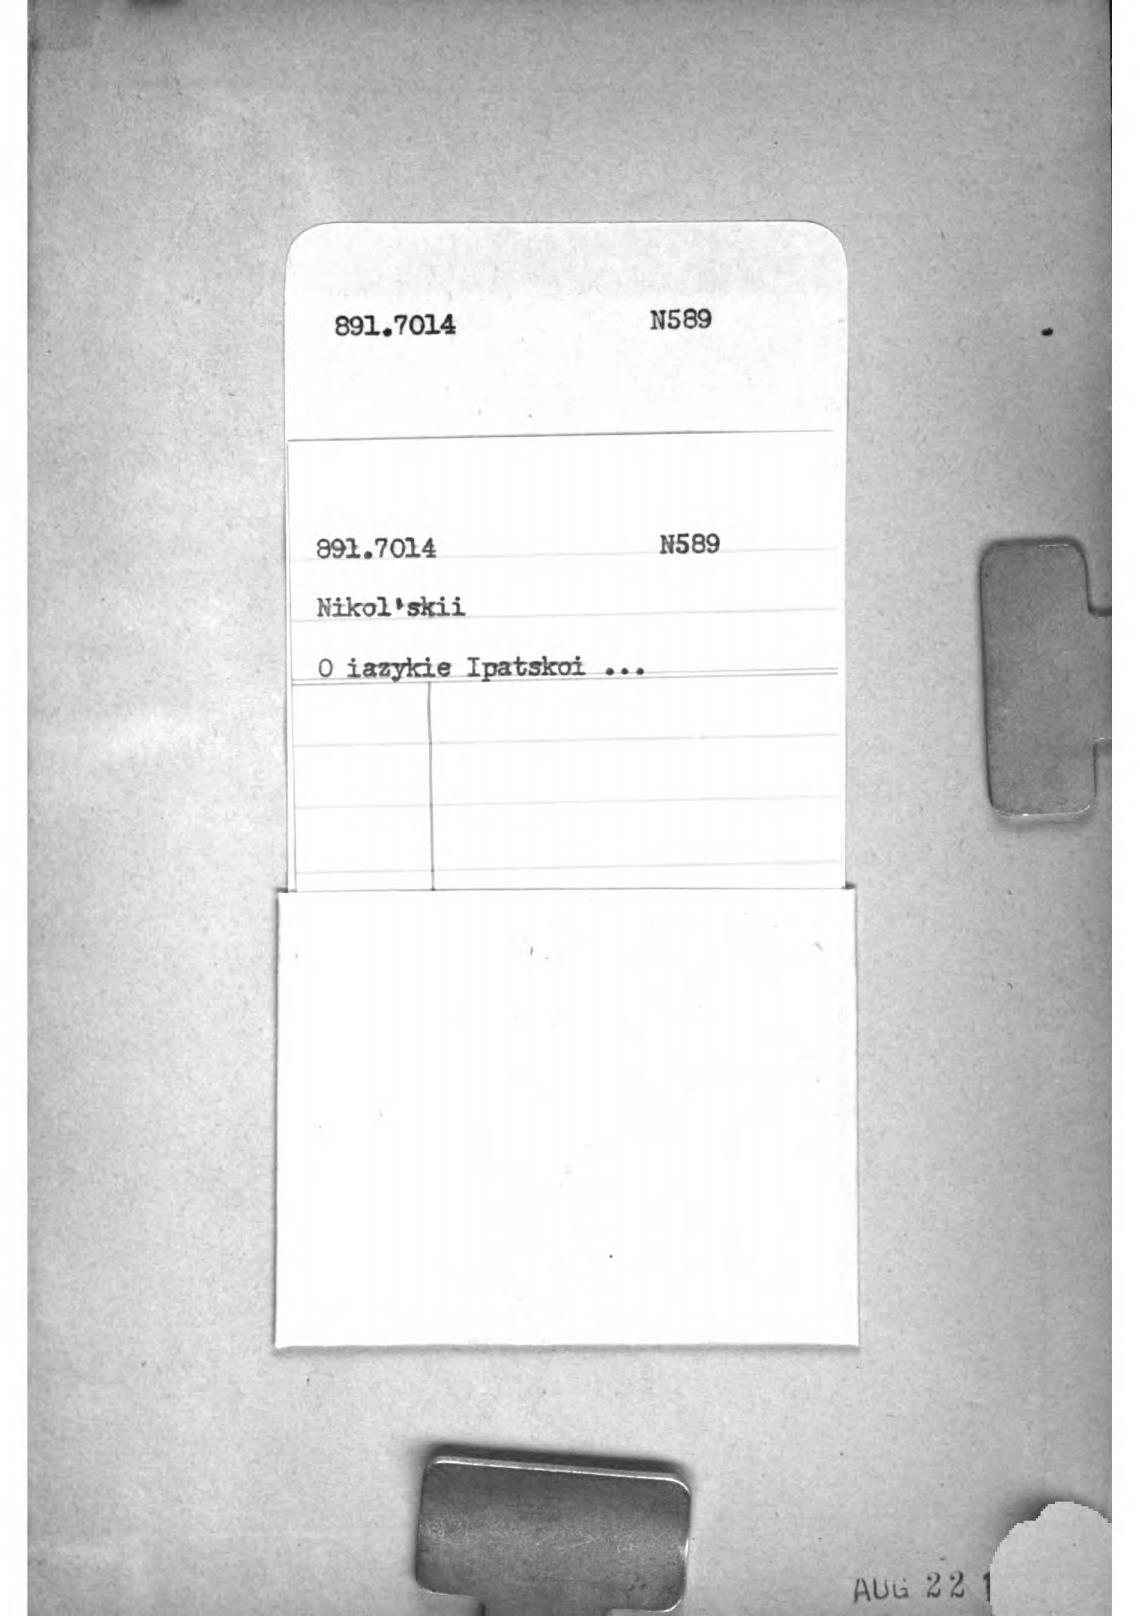 891.7014 N589
891.7014 N589
Nikol'skii
O iazykie Ipatskoi ...
AUG 22 1